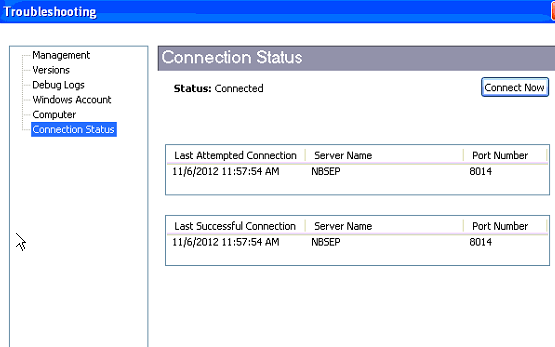 Troubleshooting
Management
Versions
Debug Logs
Windows Account
Computer
Connection Status
Connection Status
Status: Connected
Connect Now
Last Attempted Connection Server Name Port Number
11/6/2012 11:57:54 AM NBSEP 8014
Last Successful Connection Server Name Port Number
11/6/2012 11:57:54 AM NBSEP 8014